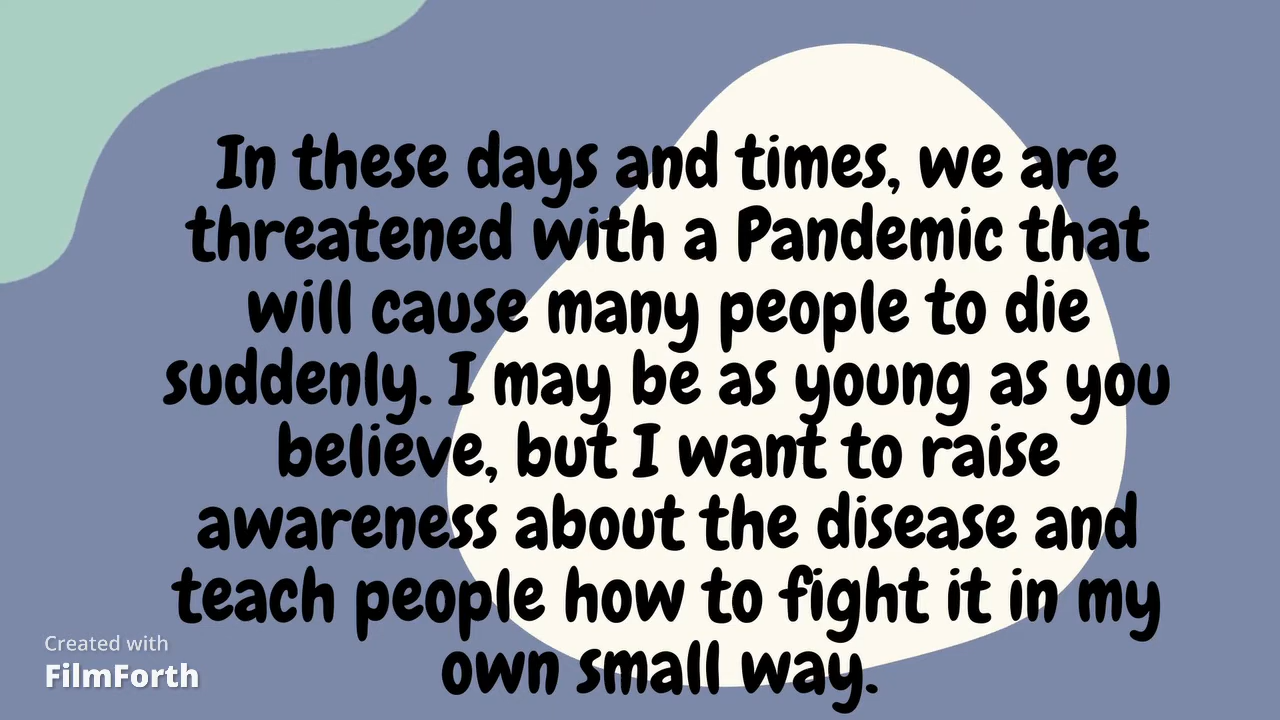 In these days and times, we are
threatened with a Pandemic that
will cause many people to die
suddenly. I may be as young as you
believe, but I want to raise
awareness about the disease and
teach people how to fight it in my
own small way.
Created with
FilmForth